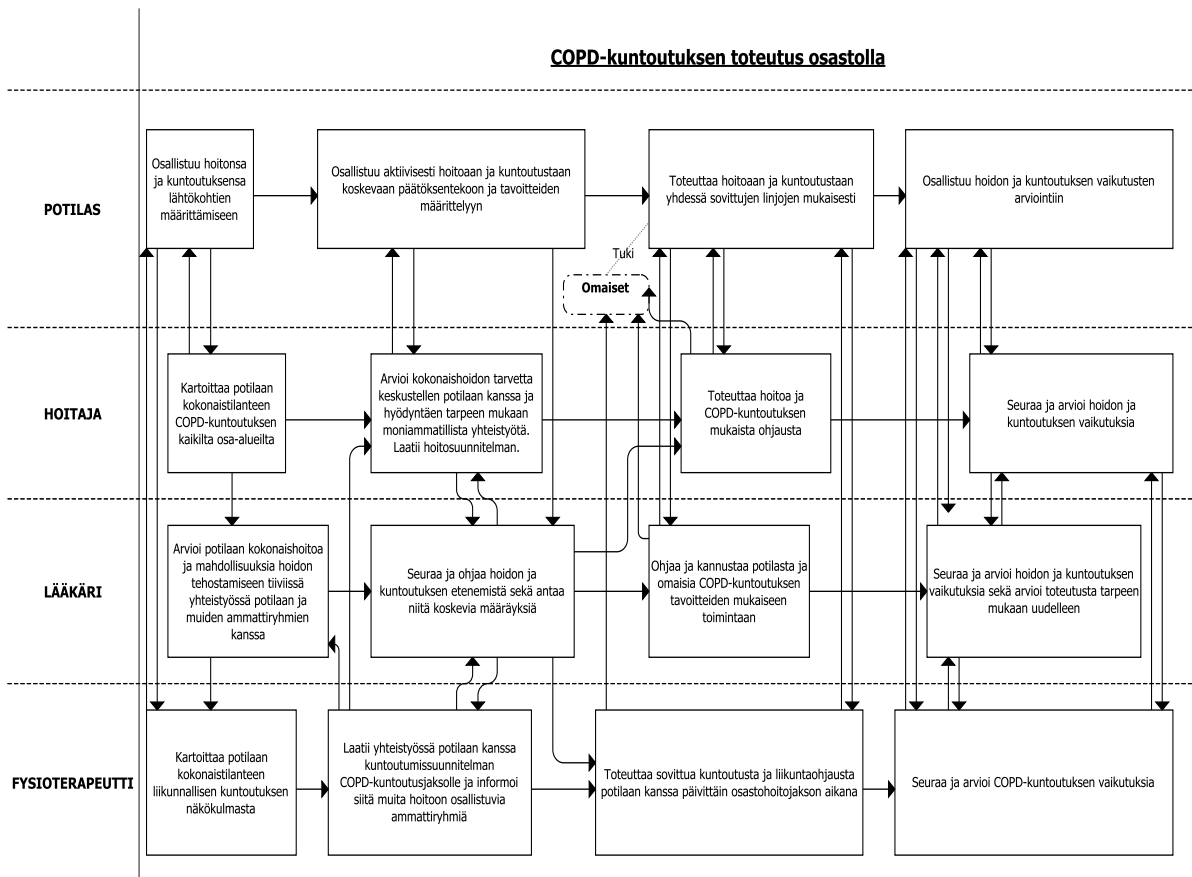 COPD-kuntoutuksen toteutus osastolla
POTILAS
Osallistuu hoitonsa
ja kuntoutuksensa
lähtökohtien
määrittämiseen
Osallistuu aktiivisesti hoitoaan ja kuntoutustaan
koskevaan päätöksentekoon ja tavoitteiden
määrittelyyn
Toteuttaa hoitoaan ja kuntoutustaan
yhdessä sovittujen linjojen mukaisesti
Osallistuu hoidon ja kuntoutuksen vaikutusten
arviointiin
Tuki
Omaiset
HOITAJA
Kartoittaa potilaan
kokonaistilanteen
COPD-kuntoutuksen
kaikilta osa-alueilta
Arvioi kokonaishoidon tarvetta
keskustellen potilaan kanssa ja
hyödyntäen tarpeen mukaan
moniammatillista yhteistyötä.
Laatii hoitosuunnitelman.
Toteuttaa hoitoa ja
COPD-kuntoutuksen
mukaista ohjausta
Seuraa ja arvioi hoidon ja
kuntoutuksen vaikutuksia
LÄÄKÄRI
Arvioi potilaan kokonaishoitoa
ja mahdollisuuksia hoidon
tehostamiseen tiiviissä
yhteistyössä potilaan ja
muiden ammattiryhmien
kanssa
Seuraa ja ohjaa hoidon ja
kuntoutuksen etenemistä sekä antaa
niitä koskevia määräyksiä
Ohjaa ja kannustaa potilasta ja
omaisia COPD-kuntoutuksen
tavoitteiden mukaiseen
toimintaan
Seuraa ja arvioi hoidon ja kuntoutuksen
vaikutuksia sekä arvioi toteutusta tarpeen
mukaan uudelleen
FYSIOTERAPEUTTI
Kartoittaa potilaan
kokonaistilanteen
liikunnallisen kuntoutuksen
näkökulmasta
Laatii yhteistyössä potilaan kanssa
kuntoutumissuunnitelman
COPD-kuntoutusjaksolle ja informoi
siitä muita hoitoon osallistuvia
ammattiryhmiä
Toteuttaa sovittua kuntoutusta ja liikuntaohjausta
potilaan kanssa päivittäin osastohoitojakson aikana
Seuraa ja arvioi COPD-kuntoutuksen vaikutuksia